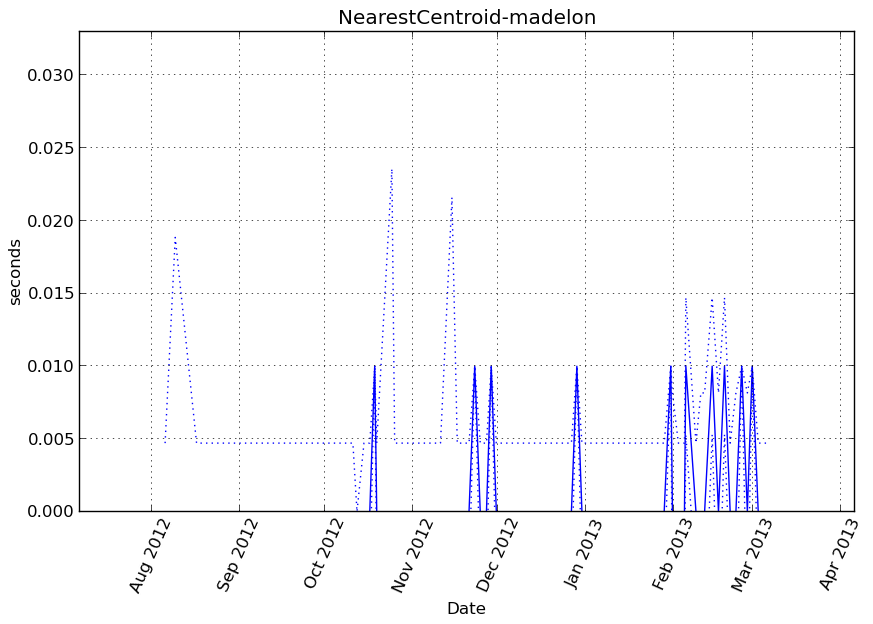 NearestCentroid-madelon
0.030
0.025
0.020
0.015
0.010
0.005
0.000
seconds
Aug 2012
Sep 2012
Oct 2012
Nov 2012
Dec 2012
Jan 2013
Feb 2013
Mar 2013
Apr 2013
Date